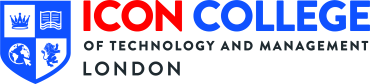 ICON COLLEGE
OF TECHNOLOGY AND MANAGEMENT
LONDON